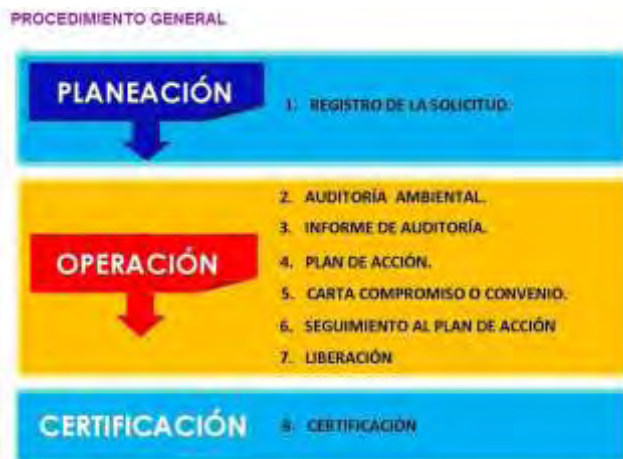 PROCEDIMIENTO GENERAL
PLANEACIÓN
1. REGISTRO DE LA SOLICITUD.
OPERACIÓN
2. AUDITORÍA AMBIENTAL.
3. INFORME DE AUDITORÍA.
4. PLAN DE ACCIÓN.
5. CARTA COMPROMISO O CONVENIO.
6. SEGUIMIENTO AL PLAN DE ACCIÓN
7. LIBERACIÓN
CERTIFICACIÓN
8. CERTIFICACIÓN